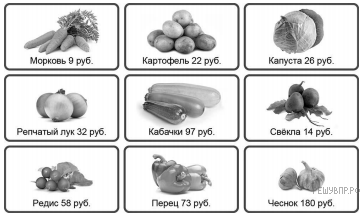 Морковь 9 руб.
Картофель 22 руб.
Капуста 26 руб.
Репчатый лук 32 руб.
Кабачки 97 руб.
Свёкла 14 руб.
Редис 58 руб.
Перец 73 руб.
Чеснок 180 руб.
РЕШУВПР.РФ